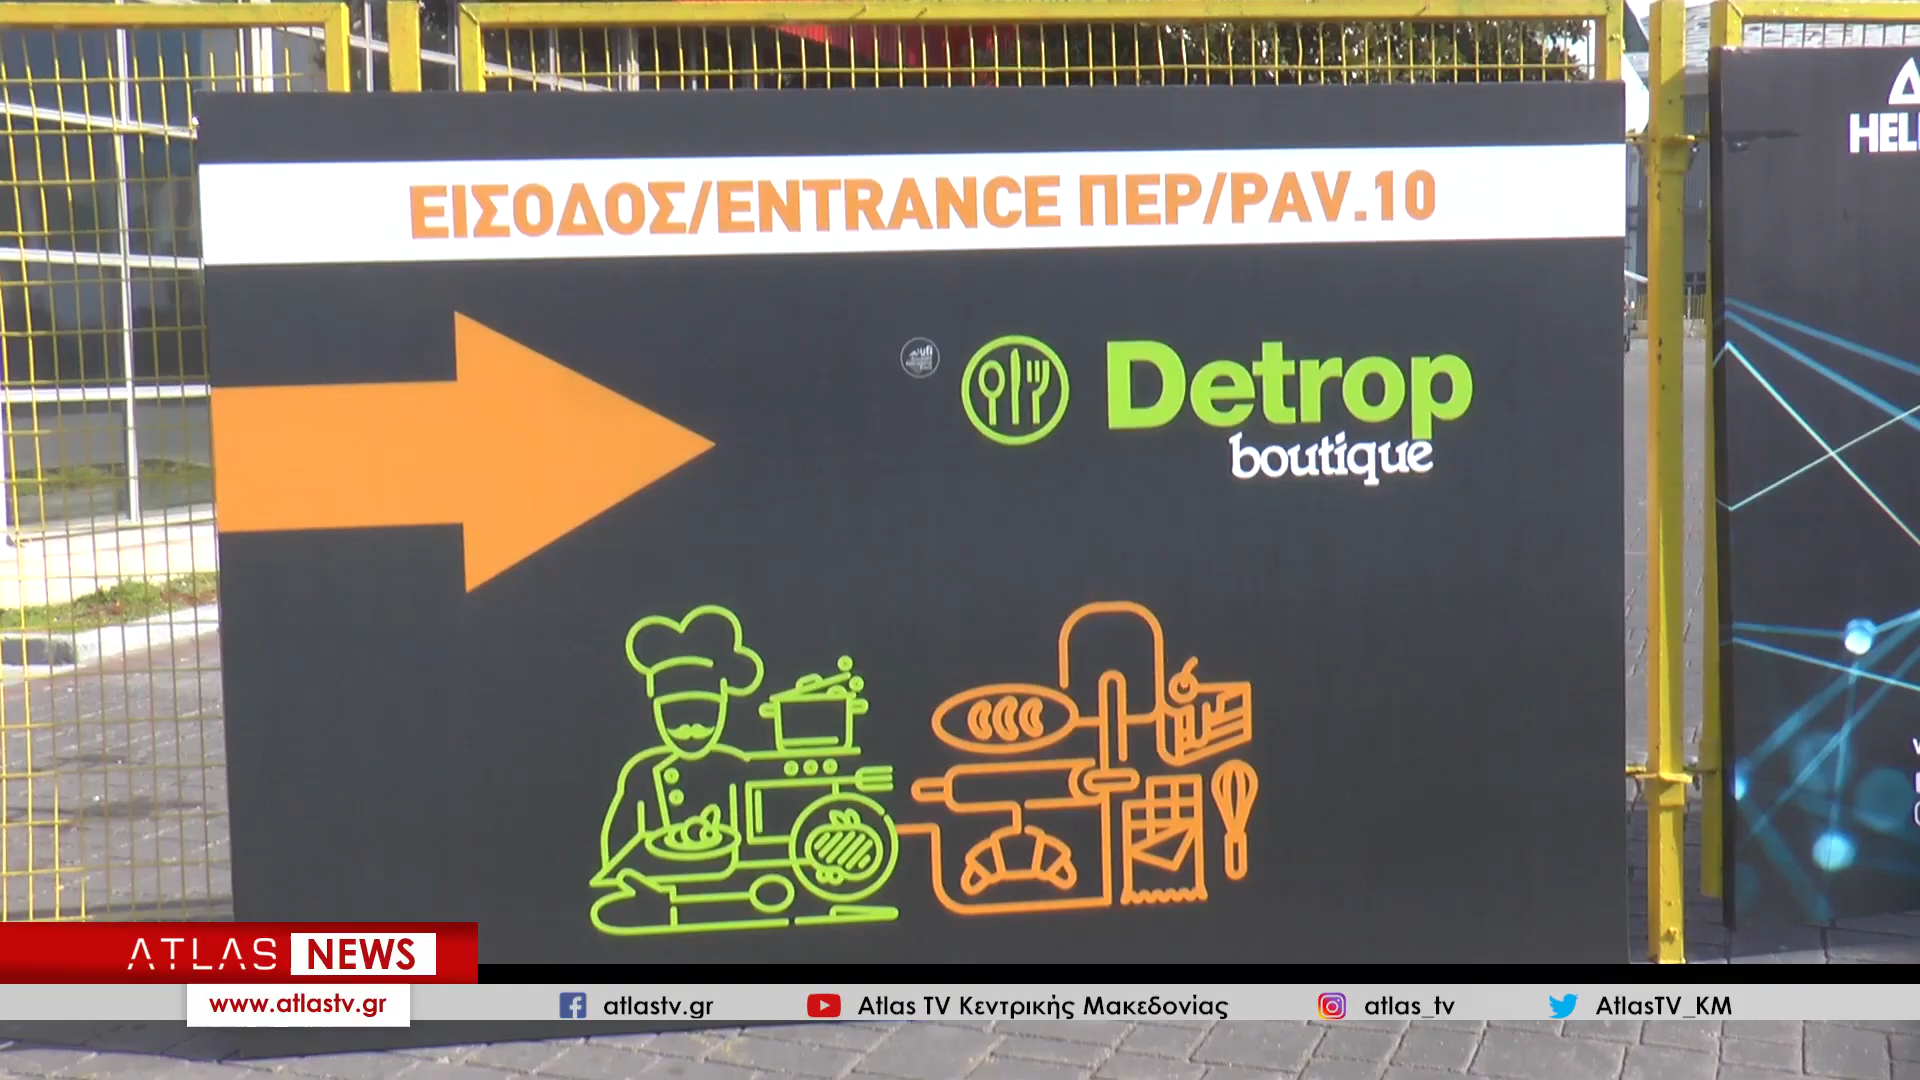 ΕΙΣΟΔΟΣ/ENTRANCE ΠΕΡ/PAV.10
ufi
Detrop
boutique
HEL
ATLAS NEWS
www.atlastv.gr
atlastv.gr
Atlas TV Κεντρικής Μακεδονίας
atlas_tv
AtlasTV_KM